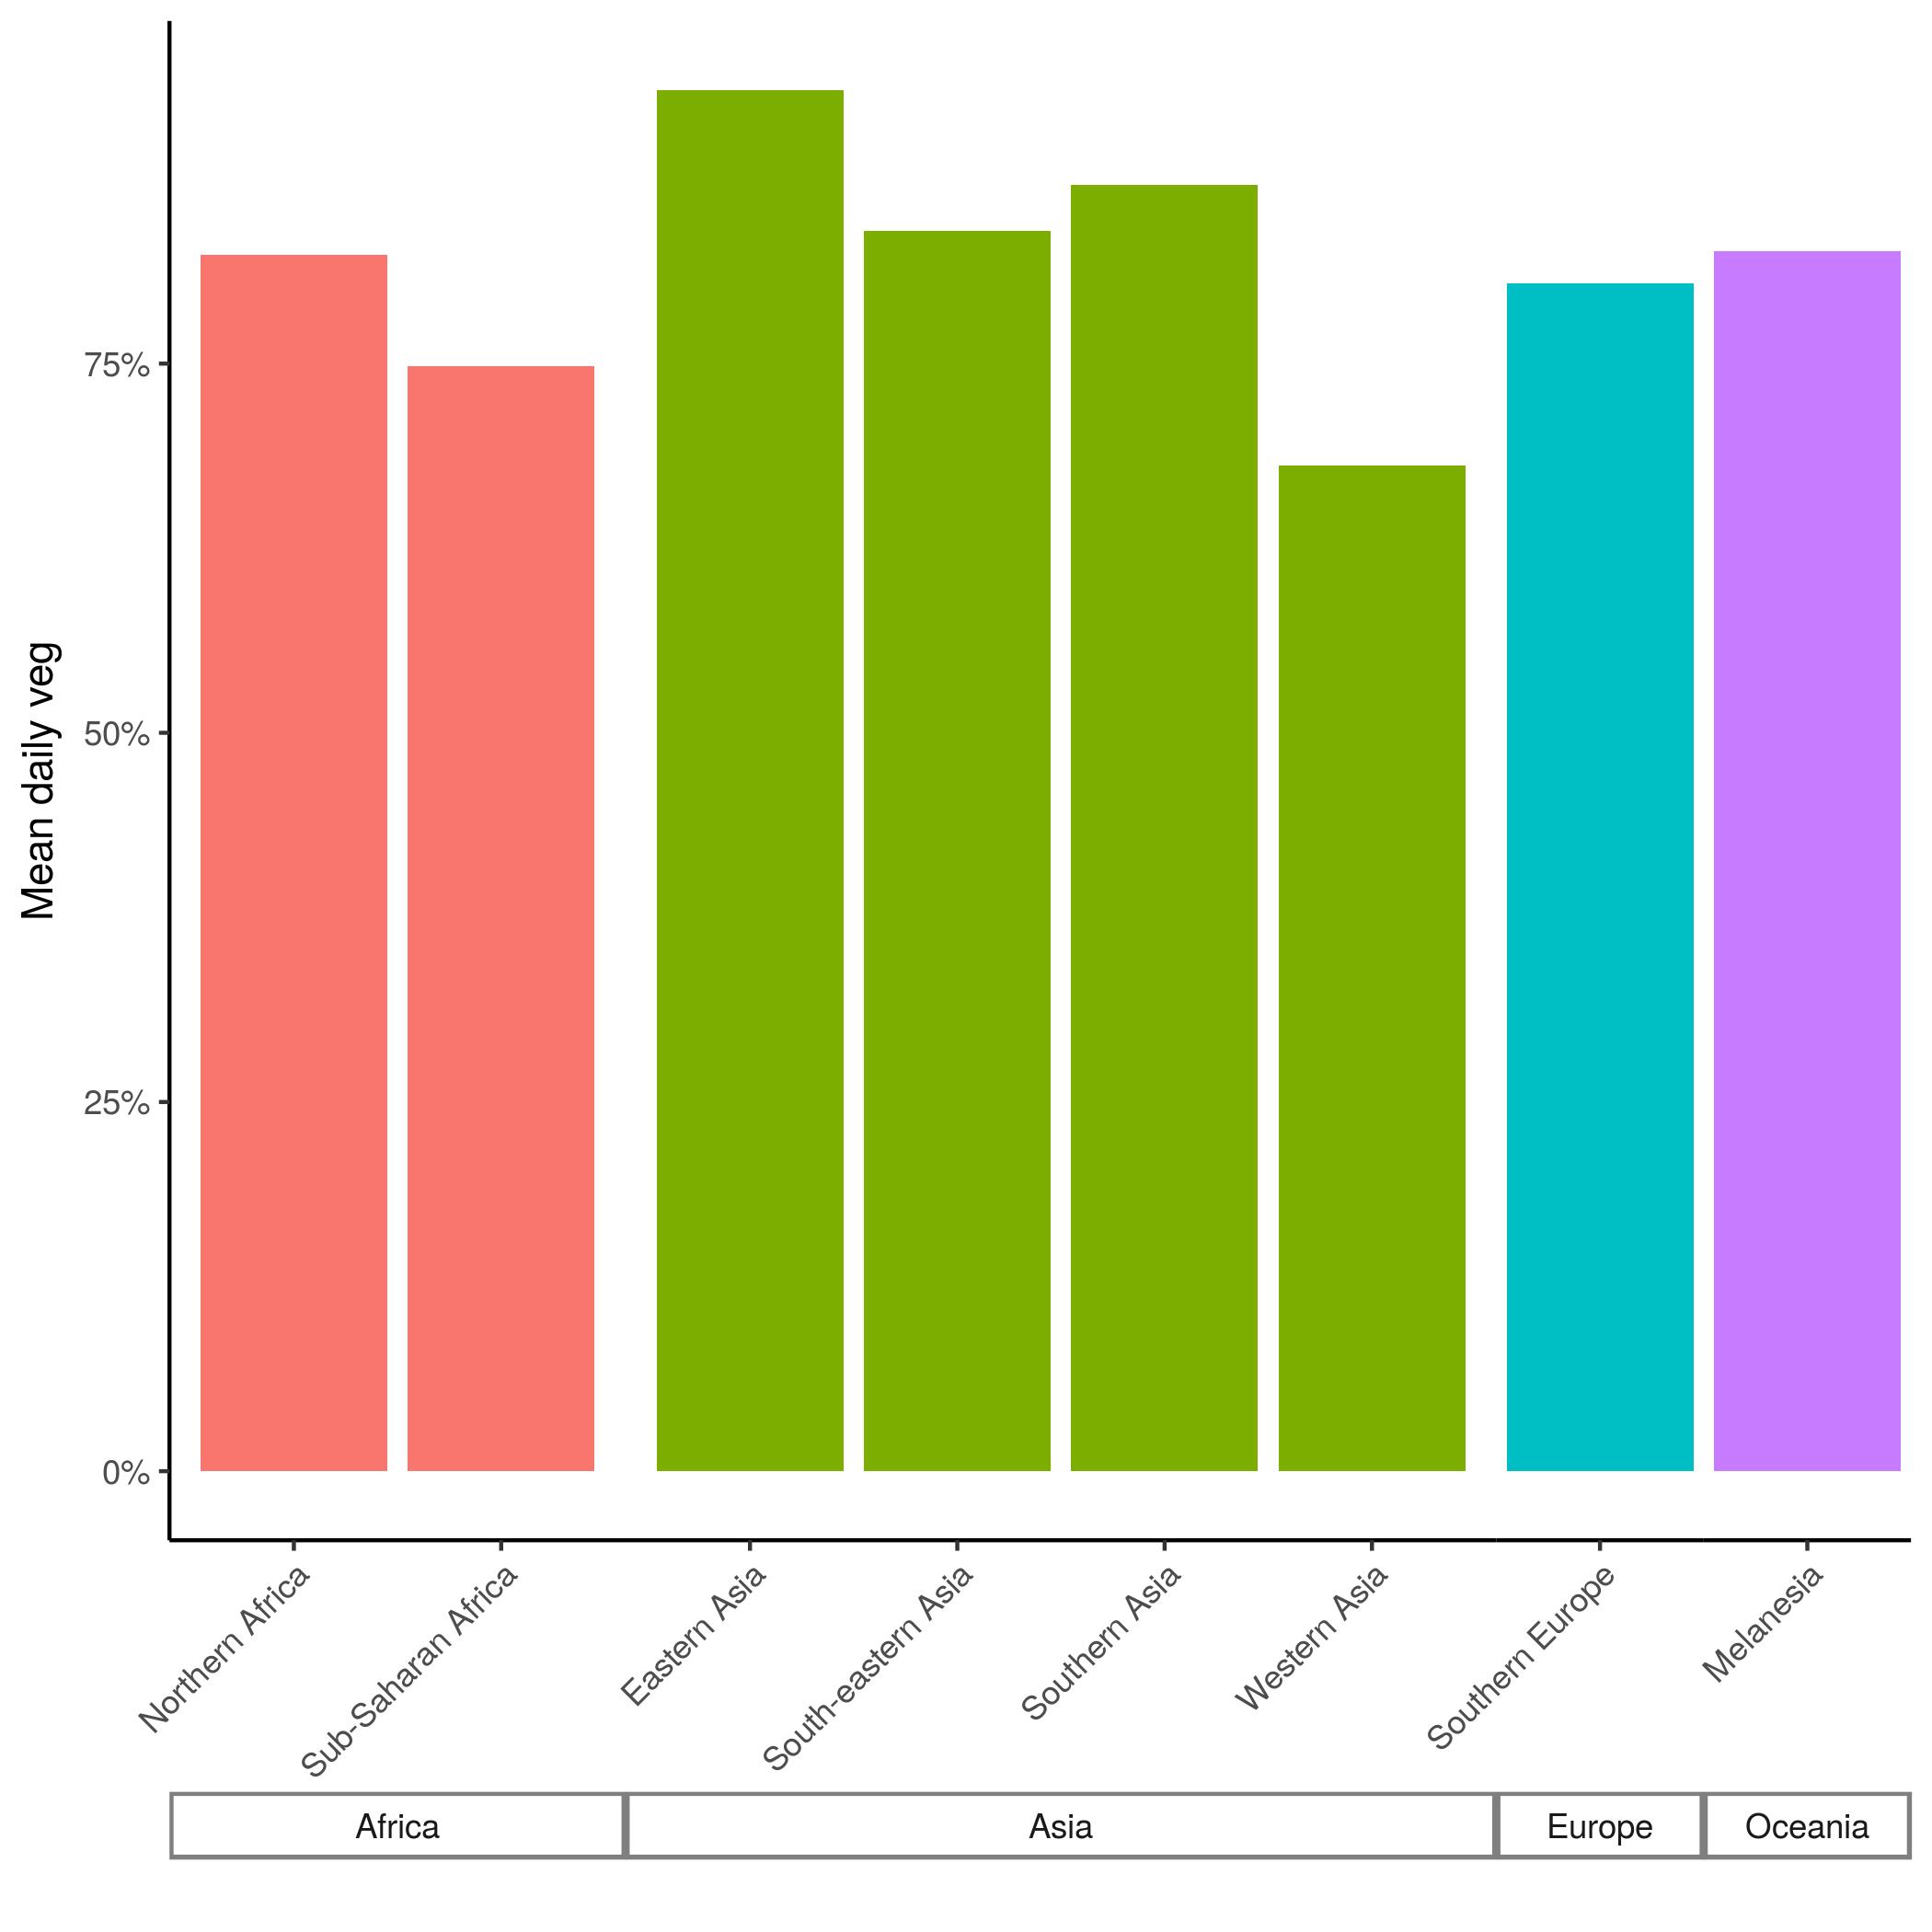 Mean daily veg
75%
50%
25%
0%
Northern Africa
Sub-Saharan Africa
Eastern Asia
South-eastern Asia
Southern Asia
Western Asia
Southern Europe
Melanesia
Africa
Asia
Europe
Oceania